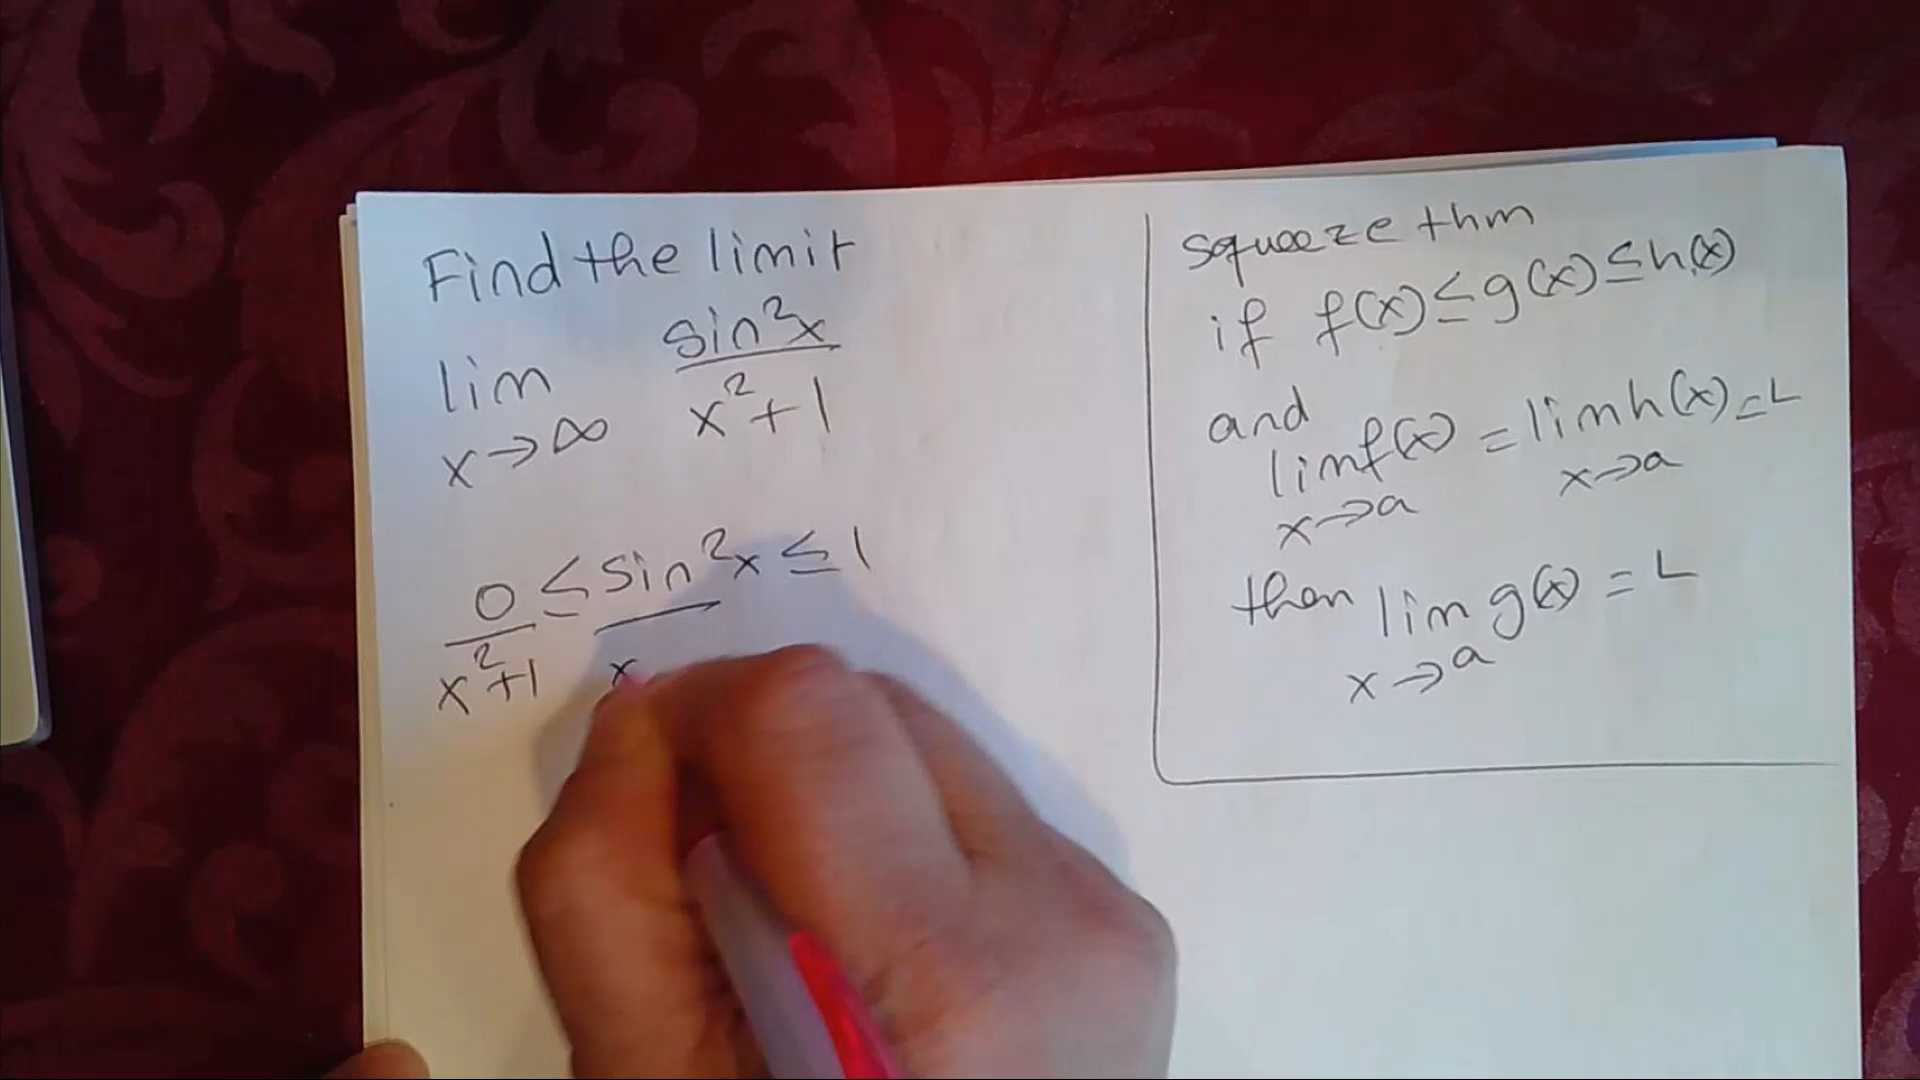 Find the limit
lim sin²x
x→∞ x²+1
0 ≤ sin²x ≤ 1
x²+1 x
squeeze thm
if f(x) ≤ g(x) ≤ h(x)
and
lim f(x) = lim h(x) = L
x→a x→a
then lim g(x) = L
x→a